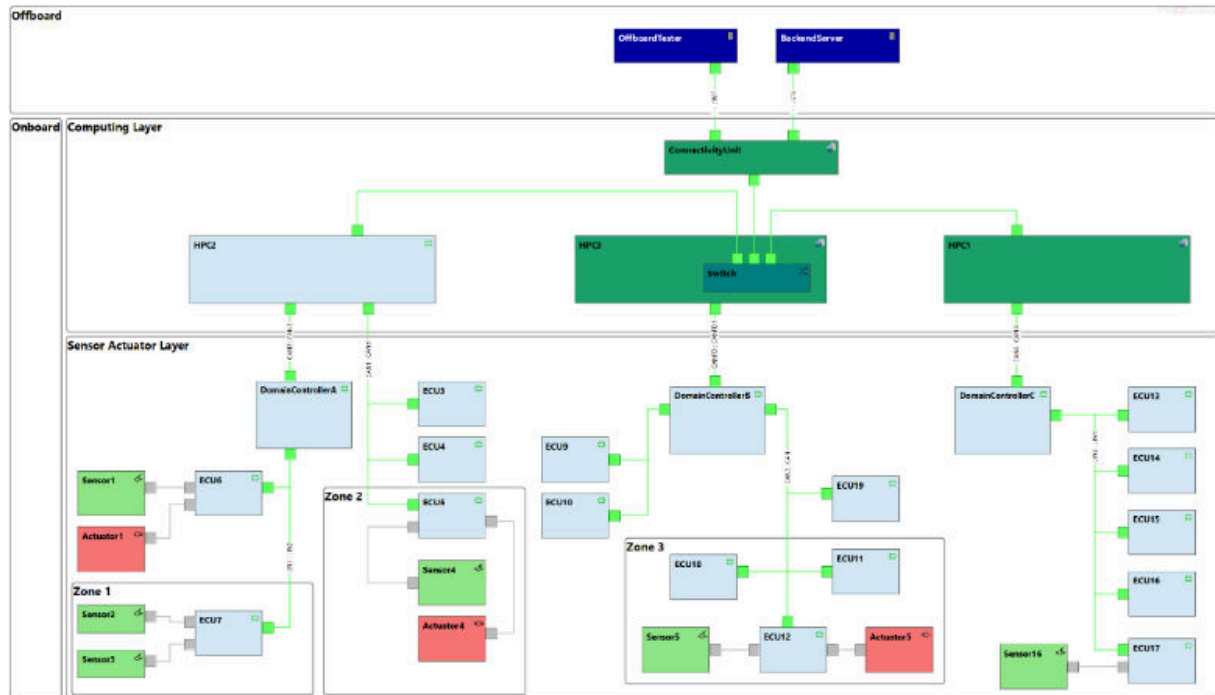 Offboard
OffboardTester
BackendServer
Onboard
Computing Layer
ConnectivityUnit
HPC2
HPC3
HPC1
Switch
Sensor Actuator Layer
DomainControllerA
ECU3
DomainControllerB
DomainControllerC
ECU13
ECU4
ECU9
ECU14
Sensor1
ECU6
ECU19
Zone 2
ECU5
ECU10
ECU15
Actuator1
Zone 3
ECU18
ECU11
Sensor4
ECU16
Zone 1
Sensor2
ECU7
Actuator4
Sensor5
ECU12
Actuator5
Sensor3
Sensor16
ECU17